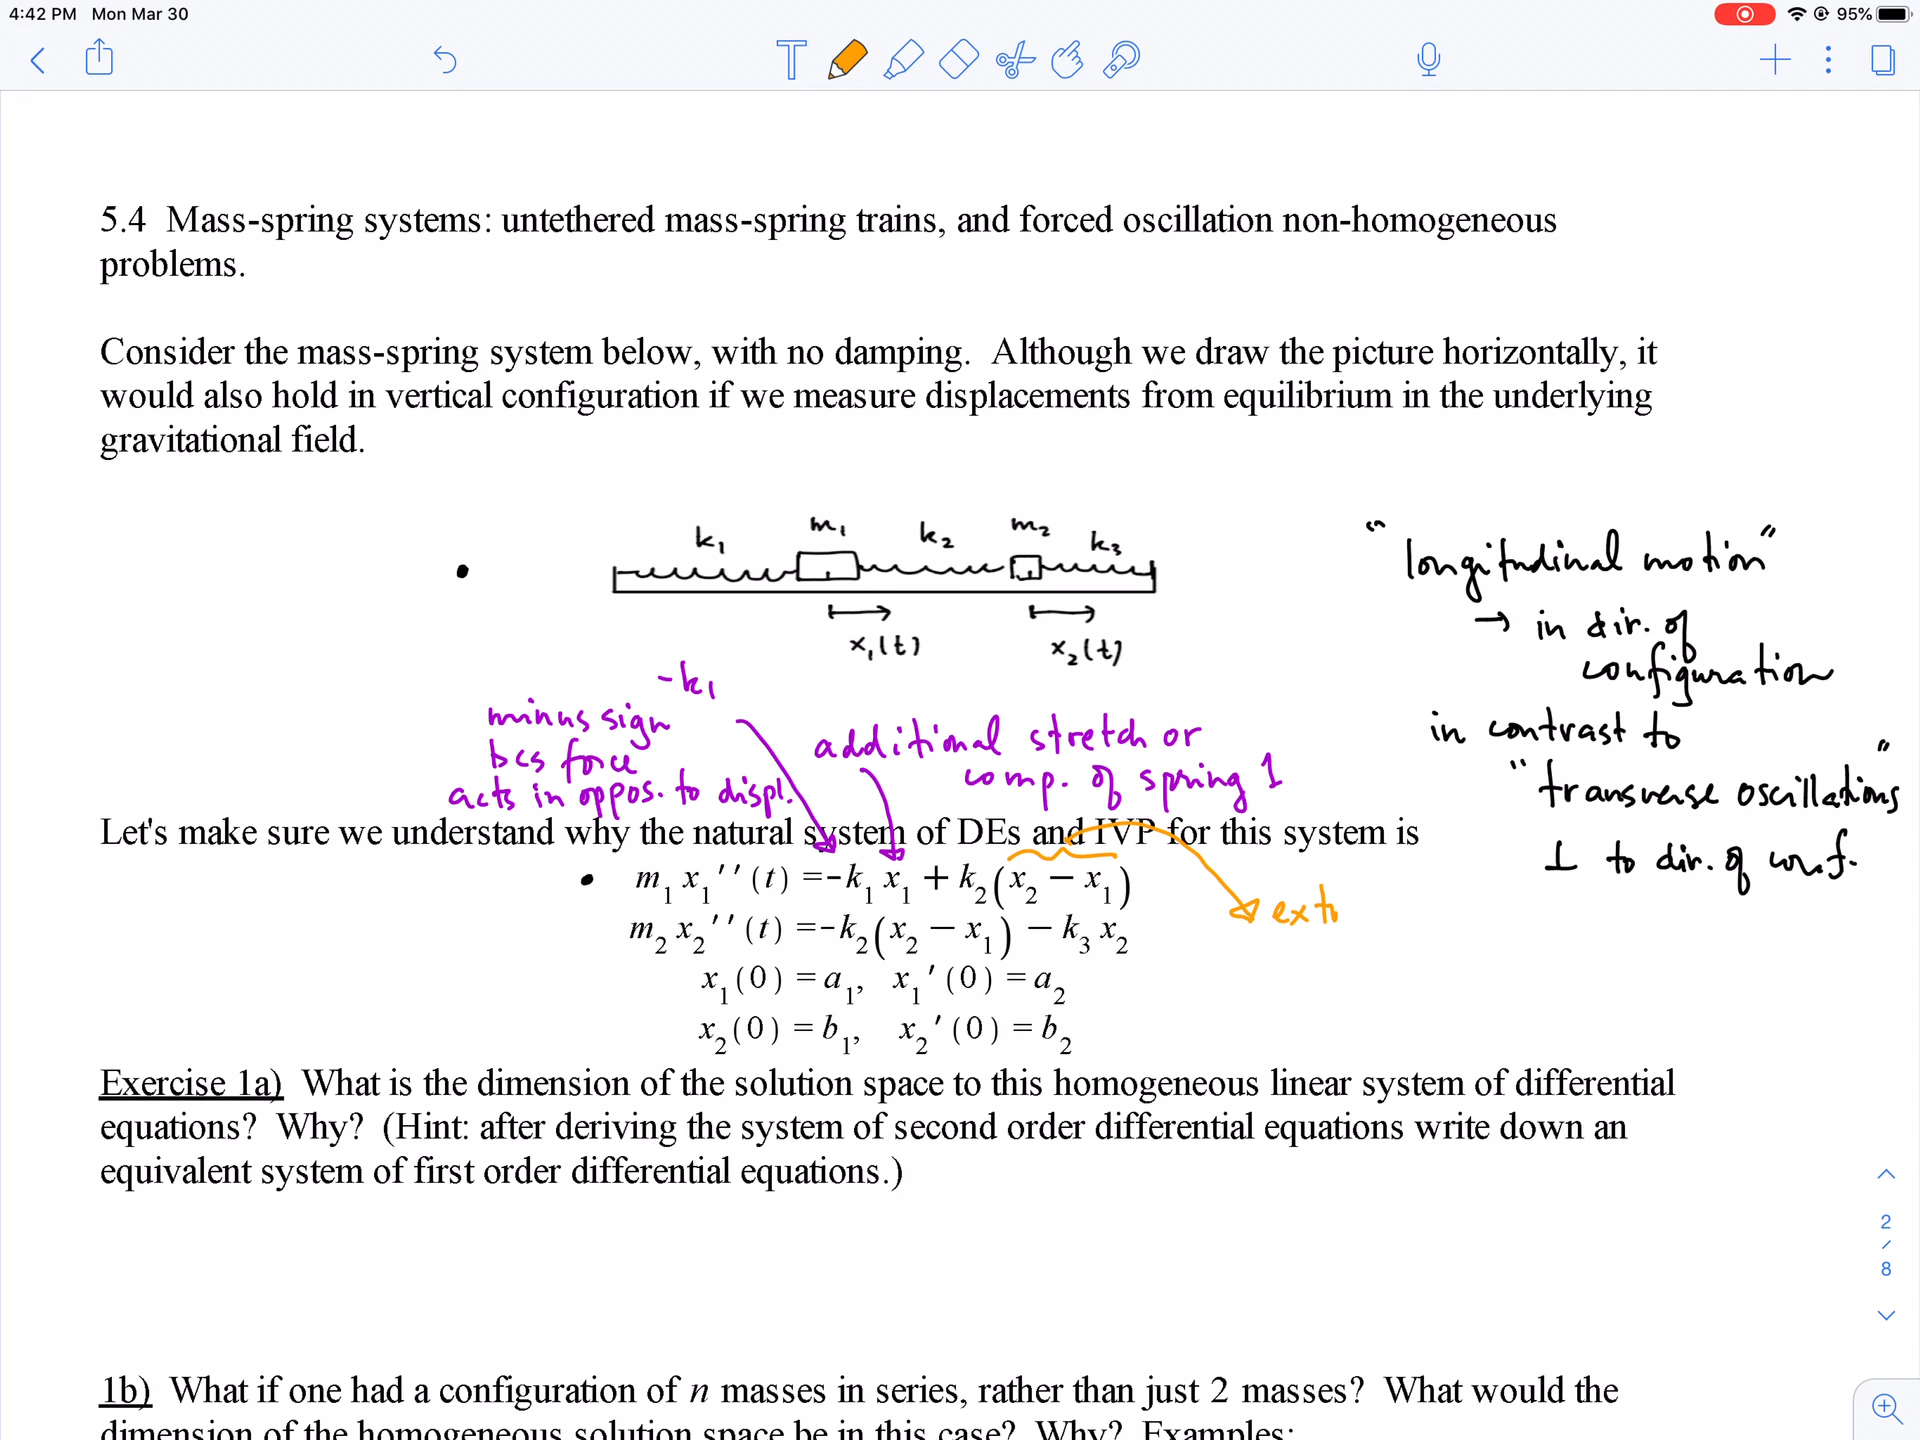 4:42 PM Mon Mar 30
95%
5.4 Mass-spring systems: untethered mass-spring trains, and forced oscillation non-homogeneous
problems.
Consider the mass-spring system below, with no damping. Although we draw the picture horizontally, it
would also hold in vertical configuration if we measure displacements from equilibrium in the underlying
gravitational field.
k₁ m₁ k₂ m₂ k₃
x₁(t) x₂(t)
"longitudinal motion"
→ in dir. of
configuration
in contrast to
"transverse oscillations"
⊥ to dir. of conf.
-k₁
minus sign
bcs force
acts in oppos. to displ.
additional stretch or
comp. of spring 1
Let's make sure we understand why the natural system of DEs and IVP for this system is
• m₁ x₁''(t) =-k₁ x₁ + k₂(x₂ − x₁)
ext
m₂ x₂''(t) =-k₂(x₂ − x₁) − k₃ x₂
x₁(0) = a₁, x₁'(0) = a₂
x₂(0) = b₁, x₂'(0) = b₂
Exercise 1a) What is the dimension of the solution space to this homogeneous linear system of differential
equations? Why? (Hint: after deriving the system of second order differential equations write down an
equivalent system of first order differential equations.)
2
/
8
1b) What if one had a configuration of n masses in series, rather than just 2 masses? What would the
dimension of the homogeneous solution space be in this case? Why? Examples: